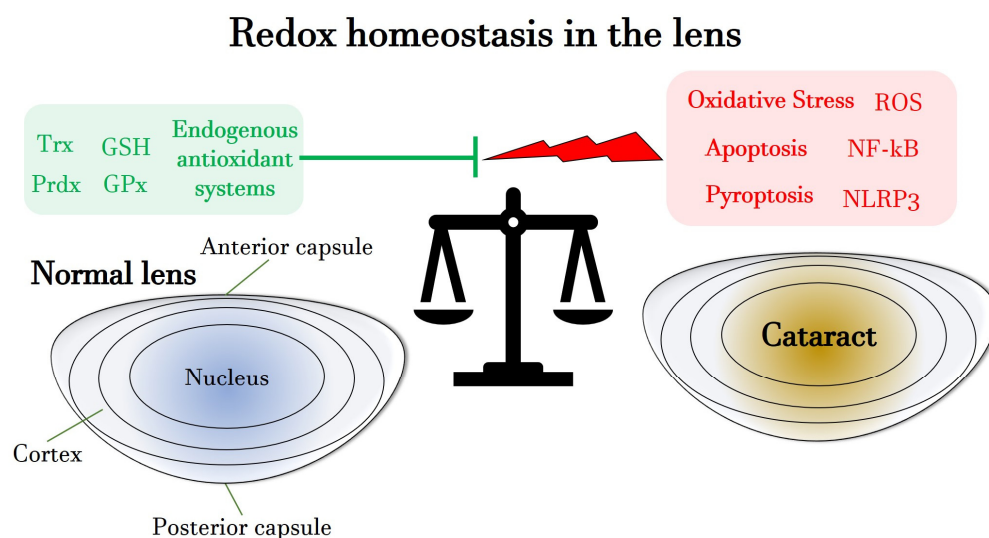 Redox homeostasis in the lens
Trx GSH
Prdx GPx
Endogenous
antioxidant
systems
Oxidative Stress ROS
Apoptosis NF-kB
Pyroptosis NLRP3
Normal lens
Anterior capsule
Nucleus
Cortex
Posterior capsule
Cataract